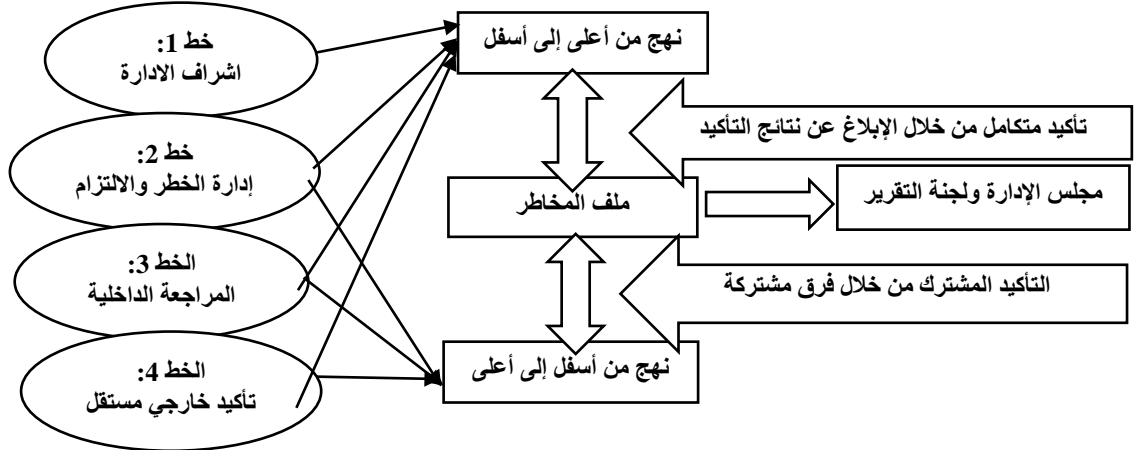 خط 1:
اشراف الادارة
خط 2:
إدارة الخطر والالتزام
الخط 3:
المراجعة الداخلية
الخط 4:
تأكيد خارجي مستقل
نهج من أعلى إلى أسفل
تأكيد متكامل من خلال الإبلاغ عن نتائج التأكيد
ملف المخاطر
مجلس الإدارة ولجنة التقرير
التأكيد المشترك من خلال فرق مشتركة
نهج من أسفل إلى أعلى